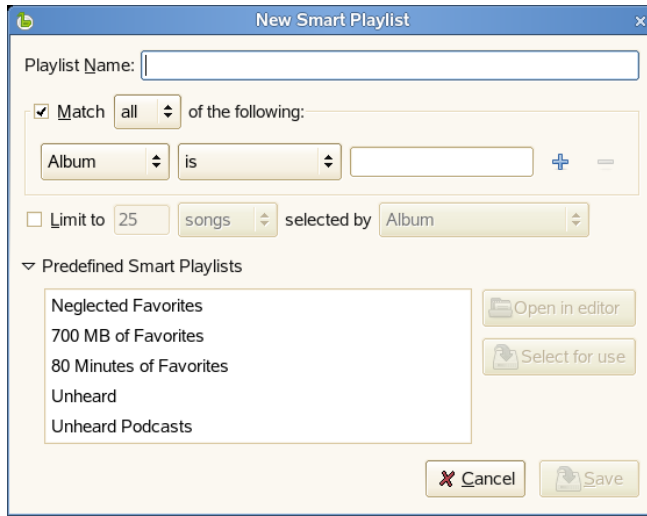 New Smart Playlist
Playlist Name:
Match all of the following:
Album is
Limit to 25 songs selected by Album
Predefined Smart Playlists
Neglected Favorites
700 MB of Favorites
80 Minutes of Favorites
Unheard
Unheard Podcasts
Open in editor
Select for use
Cancel Save